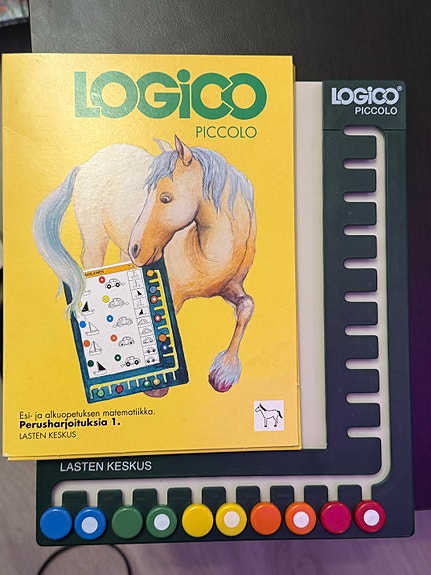 LOGiCO
PICCOLO
Esi- ja alkuopetuksen matematiikka.
Perusharjoituksia 1.
LASTEN KESKUS
LOGiCO®
PICCOLO
LASTEN KESKUS